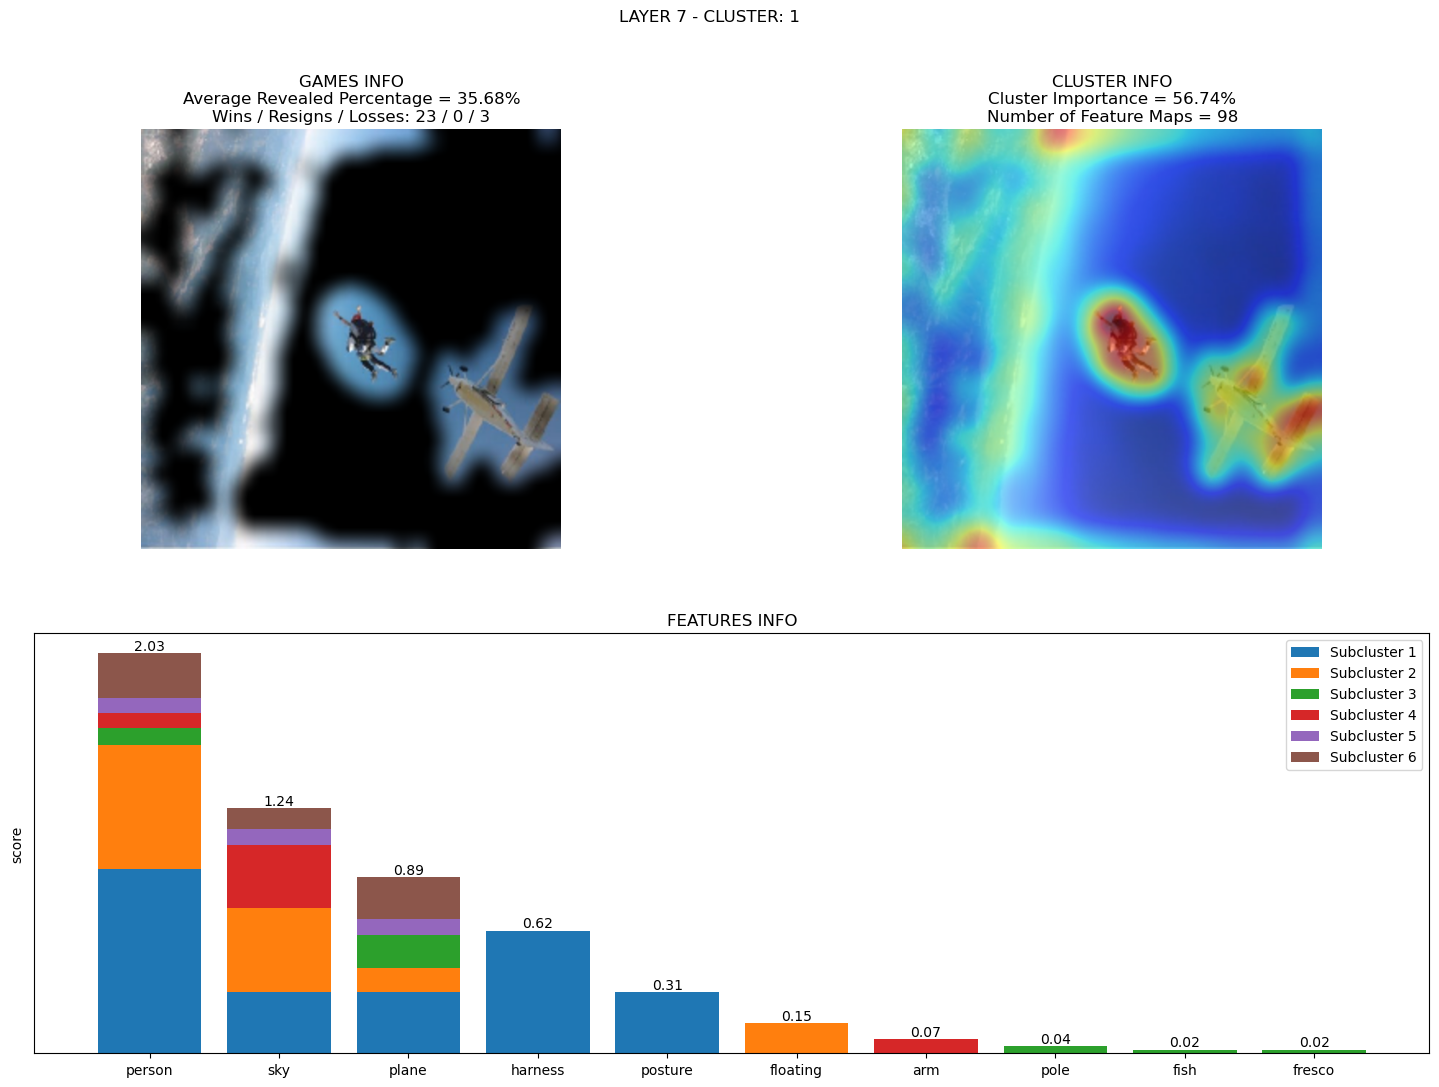 LAYER 7 - CLUSTER: 1
GAMES INFO
Average Revealed Percentage = 35.68%
Wins / Resigns / Losses: 23 / 0 / 3
CLUSTER INFO
Cluster Importance = 56.74%
Number of Feature Maps = 98
FEATURES INFO
score
2.03
1.24
0.89
0.62
0.31
0.15
0.07
0.04
0.02
0.02
Subcluster 1
Subcluster 2
Subcluster 3
Subcluster 4
Subcluster 5
Subcluster 6
person sky plane harness posture floating arm pole fish fresco